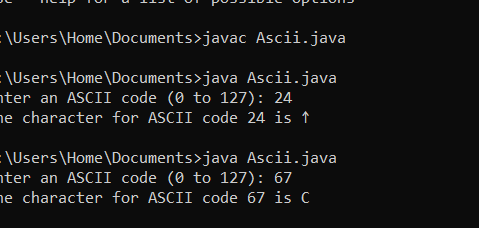 help for a list of possible options
:\Users\Home\Documents>javac Ascii.java
:\Users\Home\Documents>java Ascii.java
nter an ASCII code (0 to 127): 24
he character for ASCII code 24 is ↑
:\Users\Home\Documents>java Ascii.java
nter an ASCII code (0 to 127): 67
he character for ASCII code 67 is C